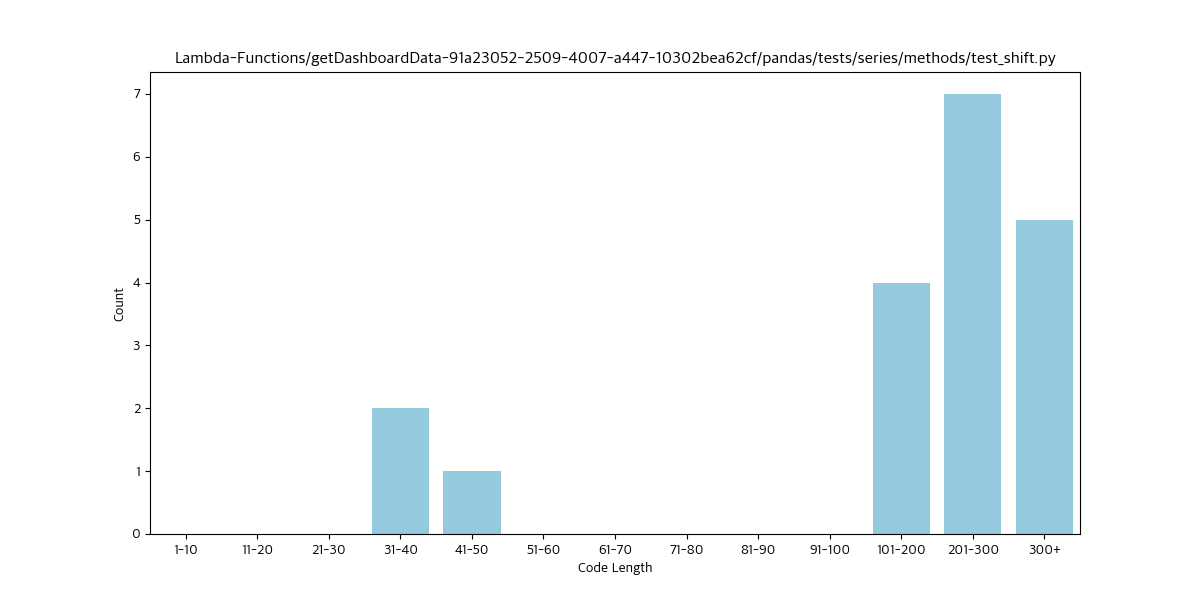 Lambda-Functions/getDashboardData-91a23052-2509-4007-a447-10302bea62cf/pandas/tests/series/methods/test_shift.py
7
6
5
4
3
2
1
0
Count
1-10 11-20 21-30 31-40 41-50 51-60 61-70 71-80 81-90 91-100 101-200 201-300 300+
Code Length